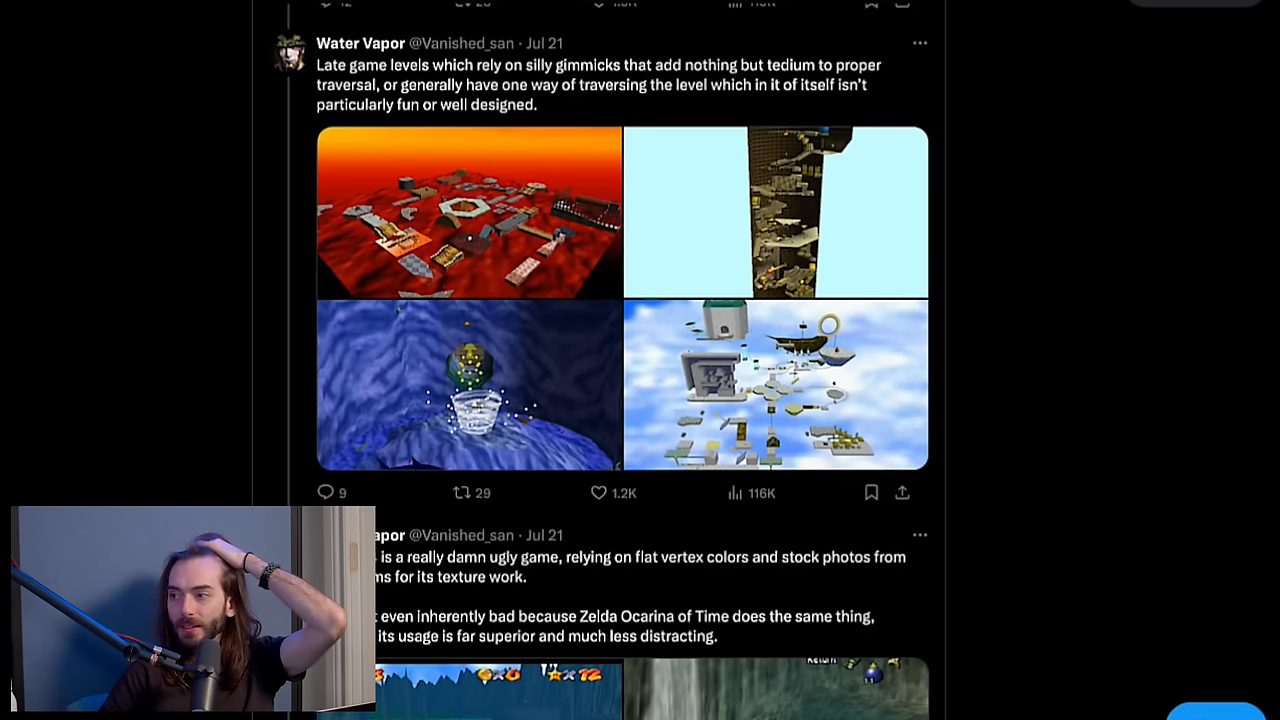 Water Vapor @Vanished_san · Jul 21
Late game levels which rely on silly gimmicks that add nothing but tedium to proper
traversal, or generally have one way of traversing the level which in it of itself isn't
particularly fun or well designed.
9 29 1.2K 116K
apor @Vanished_san · Jul 21
is a really damn ugly game, relying on flat vertex colors and stock photos from
ms for its texture work.
even inherently bad because Zelda Ocarina of Time does the same thing,
its usage is far superior and much less distracting.
×0 ×72
Return